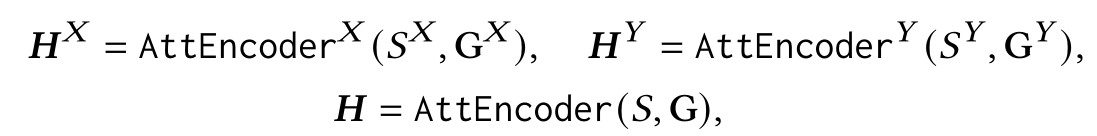 H^X = AttEncoder^X(S^X, G^X), H^Y = AttEncoder^Y(S^Y, G^Y),
H = AttEncoder(S, G),